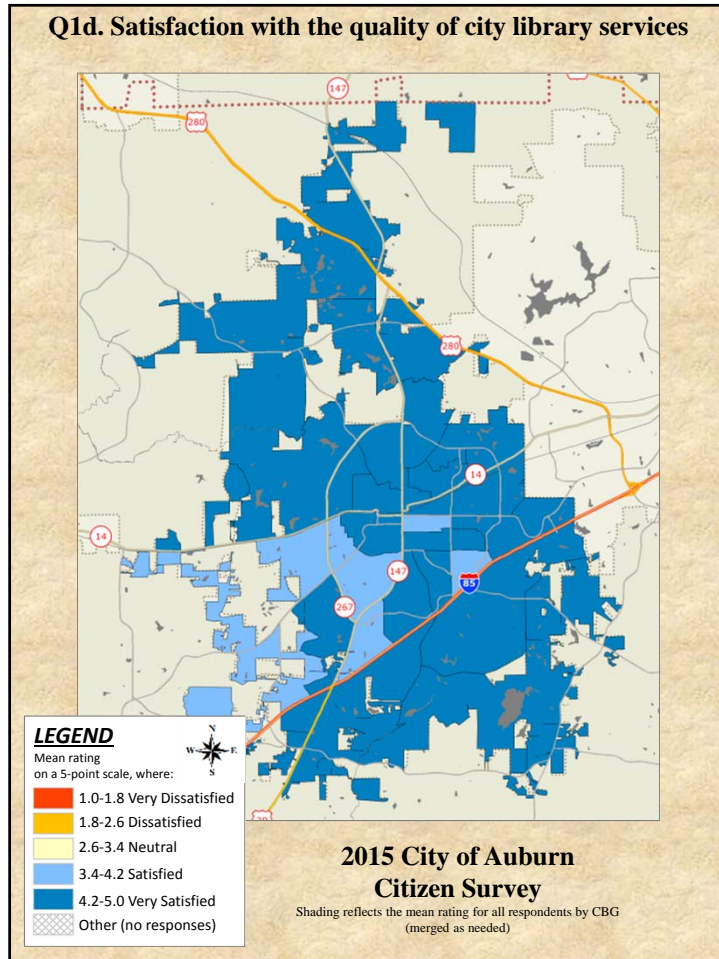 Q1d. Satisfaction with the quality of city library services
147
280
280
14
14
147
85
267
LEGEND
Mean rating
on a 5-point scale, where:
N
W E
S
1.0-1.8 Very Dissatisfied
1.8-2.6 Dissatisfied
2.6-3.4 Neutral
3.4-4.2 Satisfied
4.2-5.0 Very Satisfied
Other (no responses)
2015 City of Auburn
Citizen Survey
Shading reflects the mean rating for all respondents by CBG
(merged as needed)